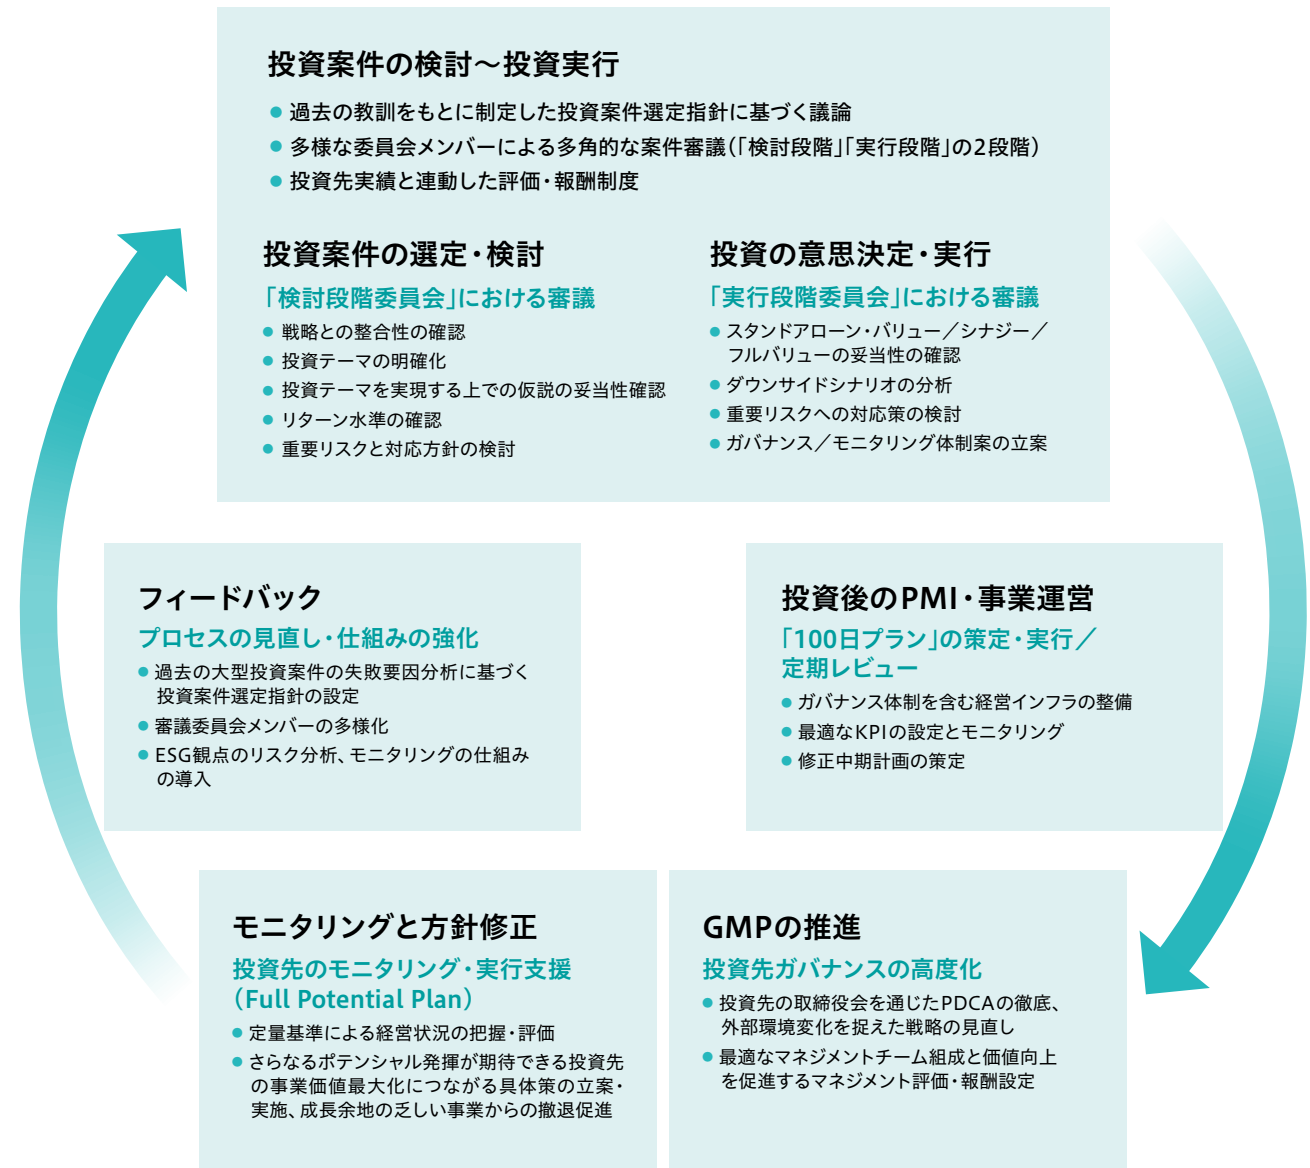 投資案件の検討～投資実行
● 過去の教訓をもとに制定した投資案件選定指針に基づく議論
● 多様な委員会メンバーによる多角的な案件審議（「検討段階」「実行段階」の2段階）
● 投資先実績と連動した評価・報酬制度
投資案件の選定・検討
「検討段階委員会」における審議
● 戦略との整合性の確認
● 投資テーマの明確化
● 投資テーマを実現する上での仮説の妥当性確認
● リターン水準の確認
● 重要リスクと対応方針の検討
投資の意思決定・実行
「実行段階委員会」における審議
● スタンドアローン・バリュー／シナジー／
フルバリューの妥当性の確認
● ダウンサイドシナリオの分析
● 重要リスクへの対応策の検討
● ガバナンス／モニタリング体制案の立案
フィードバック
プロセスの見直し・仕組みの強化
● 過去の大型投資案件の失敗要因分析に基づく
投資案件選定指針の設定
● 審議委員会メンバーの多様化
● ESG観点のリスク分析、モニタリングの仕組み
の導入
投資後のPMI・事業運営
「100日プラン」の策定・実行／
定期レビュー
● ガバナンス体制を含む経営インフラの整備
● 最適なKPIの設定とモニタリング
● 修正中期計画の策定
モニタリングと方針修正
投資先のモニタリング・実行支援
（Full Potential Plan）
● 定量基準による経営状況の把握・評価
● さらなるポテンシャル発揮が期待できる投資先
の事業価値最大化につながる具体策の立案・
実施、成長余地の乏しい事業からの撤退促進
GMPの推進
投資先ガバナンスの高度化
● 投資先の取締役会を通じたPDCAの徹底、
外部環境変化を捉えた戦略の見直し
● 最適なマネジメントチーム組成と価値向上
を促進するマネジメント評価・報酬設定